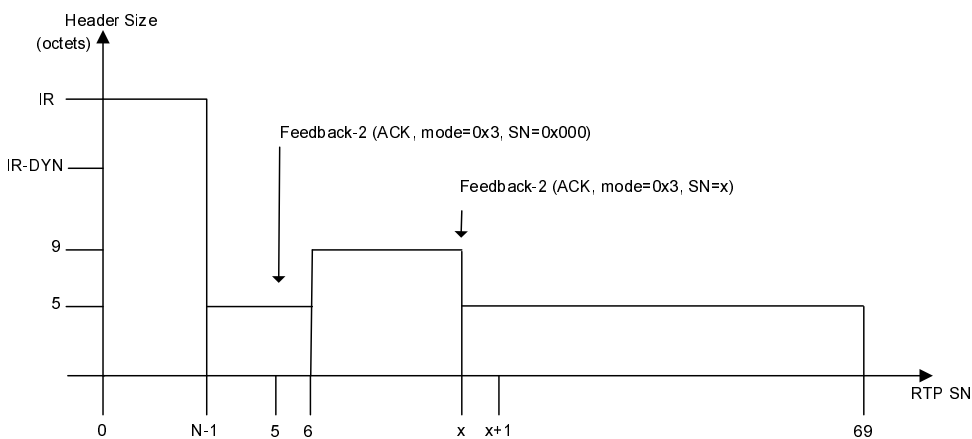 Header Size
(octets)
IR
Feedback-2 (ACK, mode=0x3, SN=0x000)
IR-DYN
Feedback-2 (ACK, mode=0x3, SN=x)
9
5
RTP SN
0
N-1
5
6
x
x+1
69